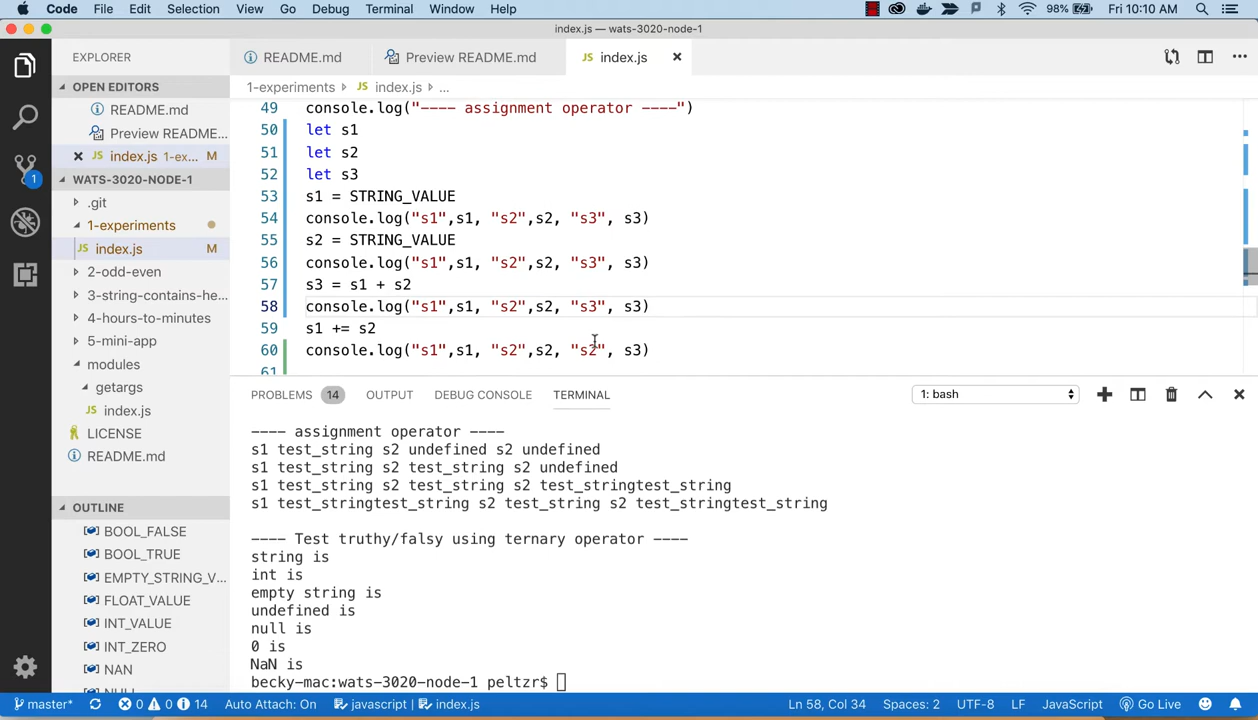 Code File Edit Selection View Go Debug Terminal Window Help 98% Fri 10:10 AM
index.js — wats-3020-node-1
EXPLORER
OPEN EDITORS
README.md
Preview README...
index.js 1-ex... M
WATS-3020-NODE-1
.git
1-experiments
JS index.js M
2-odd-even
3-string-contains-he...
4-hours-to-minutes
5-mini-app
modules
getargs
JS index.js
LICENSE
README.md
OUTLINE
BOOL_FALSE
BOOL_TRUE
EMPTY_STRING_V...
FLOAT_VALUE
INT_VALUE
INT_ZERO
NAN
NULL
README.md Preview README.md JS index.js
1-experiments JS index.js ...
49 console.log("---- assignment operator ----")
50 let s1
51 let s2
52 let s3
53 s1 = STRING_VALUE
54 console.log("s1",s1, "s2",s2, "s3", s3)
55 s2 = STRING_VALUE
56 console.log("s1",s1, "s2",s2, "s3", s3)
57 s3 = s1 + s2
58 console.log("s1",s1, "s2",s2, "s3", s3)
59 s1 += s2
60 console.log("s1",s1, "s2",s2, "s2", s3)
61
PROBLEMS 14 OUTPUT DEBUG CONSOLE TERMINAL 1: bash
---- assignment operator ----
s1 test_string s2 undefined s2 undefined
s1 test_string s2 test_string s2 undefined
s1 test_string s2 test_string s2 test_stringtest_string
s1 test_stringtest_string s2 test_string s2 test_stringtest_string
---- Test truthy/falsy using ternary operator ----
string is
int is
empty string is
undefined is
null is
0 is
NaN is
becky-mac:wats-3020-node-1 peltzr$
1
master* 0 0 14 Auto Attach: On javascript | index.js Ln 58, Col 34 Spaces: 2 UTF-8 LF JavaScript Go Live